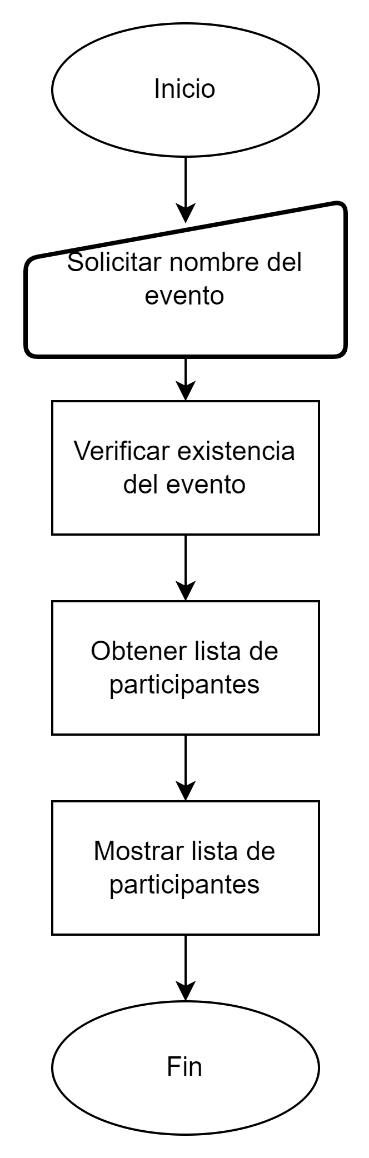 Inicio
Solicitar nombre del
evento
Verificar existencia
del evento
Obtener lista de
participantes
Mostrar lista de
participantes
Fin